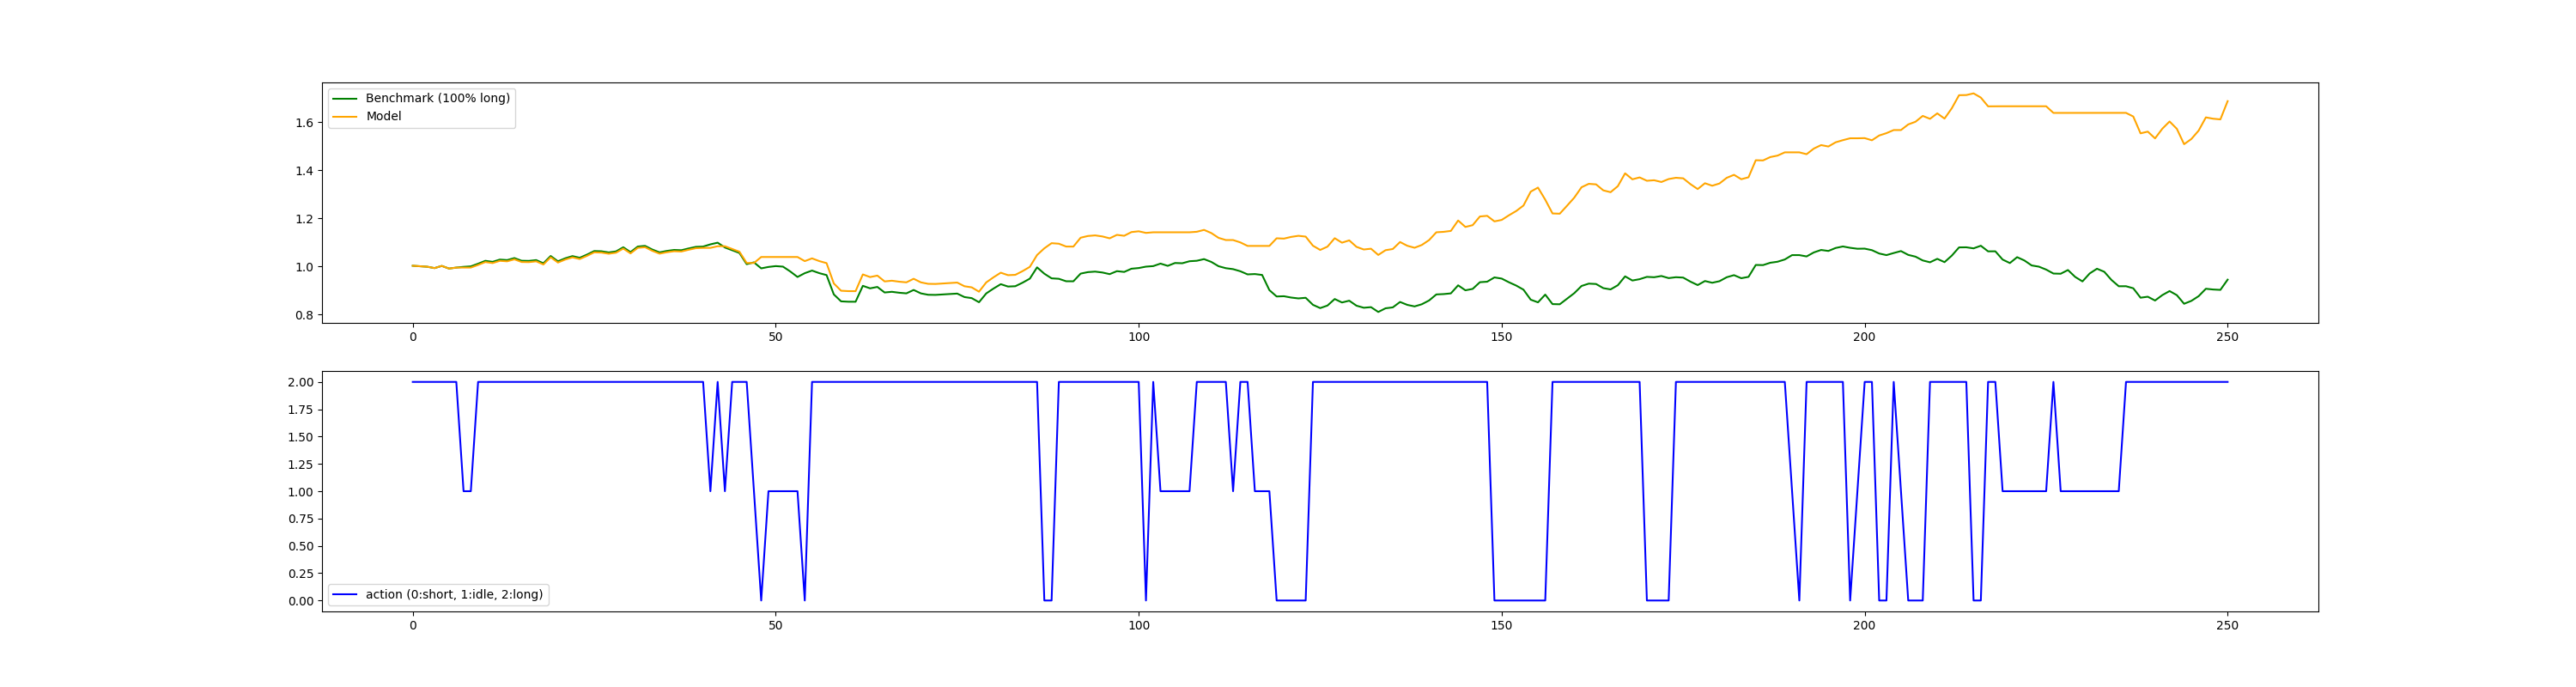 Benchmark (100% long)
Model
1.6
1.4
1.2
1.0
0.8
0 50 100 150 200 250
2.00
1.75
1.50
1.25
1.00
0.75
0.50
0.25
0.00
action (0:short, 1:idle, 2:long)
0 50 100 150 200 250